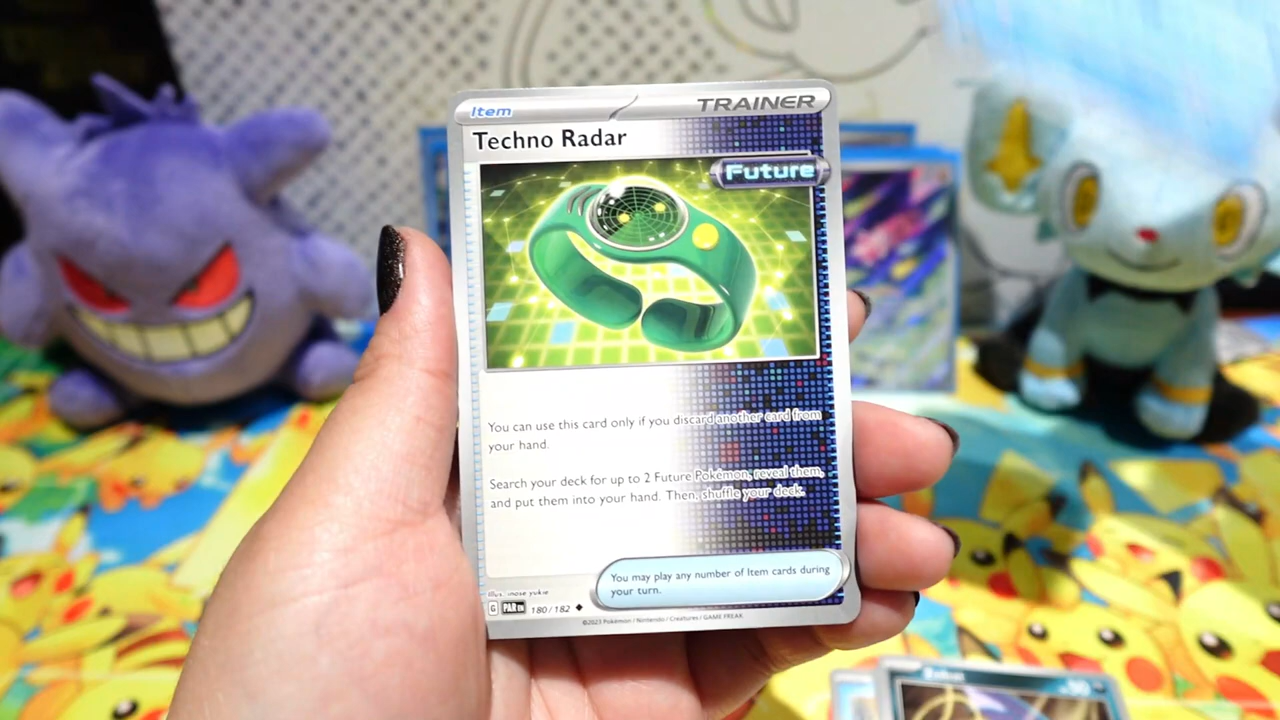 Item
TRAINER
Techno Radar
Future
You can use this card only if you discard another card from
your hand.
Search your deck for up to 2 Future Pokémon, reveal them,
and put them into your hand. Then, shuffle your deck.
You may play any number of Item cards during
your turn.
Illus. inose yukie
G PAR EN 180/182
©2023 Pokémon / Nintendo / Creatures / GAME FREAK